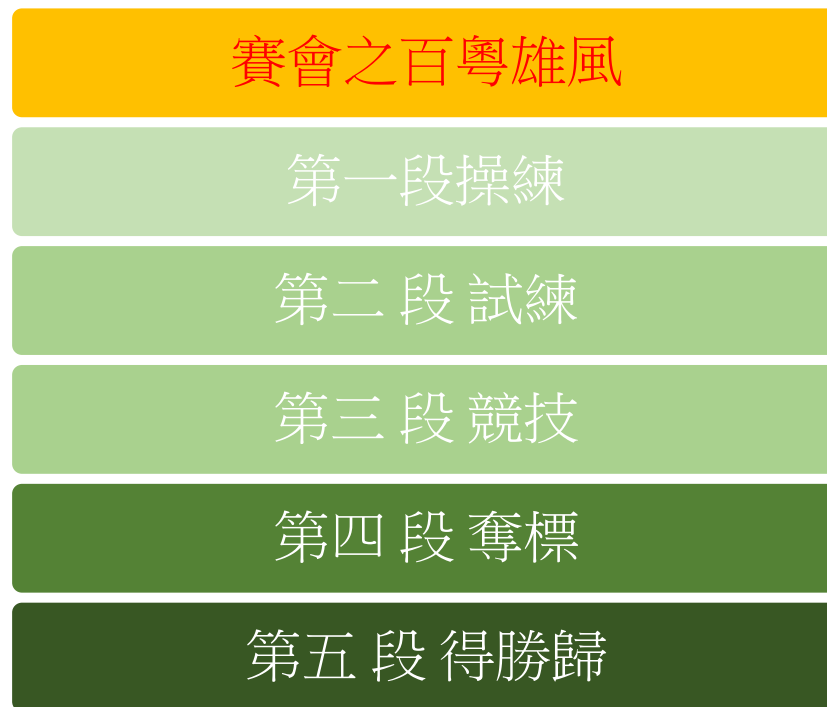 賽會之百粵雄風
第一段操練
第二 段 試練
第三 段 競技
第四 段 奪標
第五 段 得勝歸